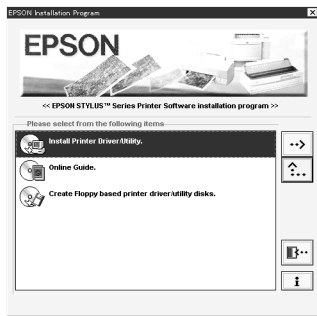 EPSON Installation Program
EPSON
<< EPSON STYLUS™ Series Printer Software installation program >>
Please select from the following items
Install Printer Driver/Utility.
Online Guide.
Create Floppy based printer driver/utility disks.